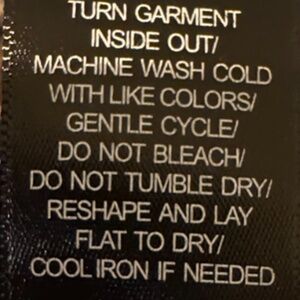 TURN GARMENT
INSIDE OUT/
MACHINE WASH COLD
WITH LIKE COLORS/
GENTLE CYCLE/
DO NOT BLEACH/
DO NOT TUMBLE DRY/
RESHAPE AND LAY
FLAT TO DRY/
COOL IRON IF NEEDED